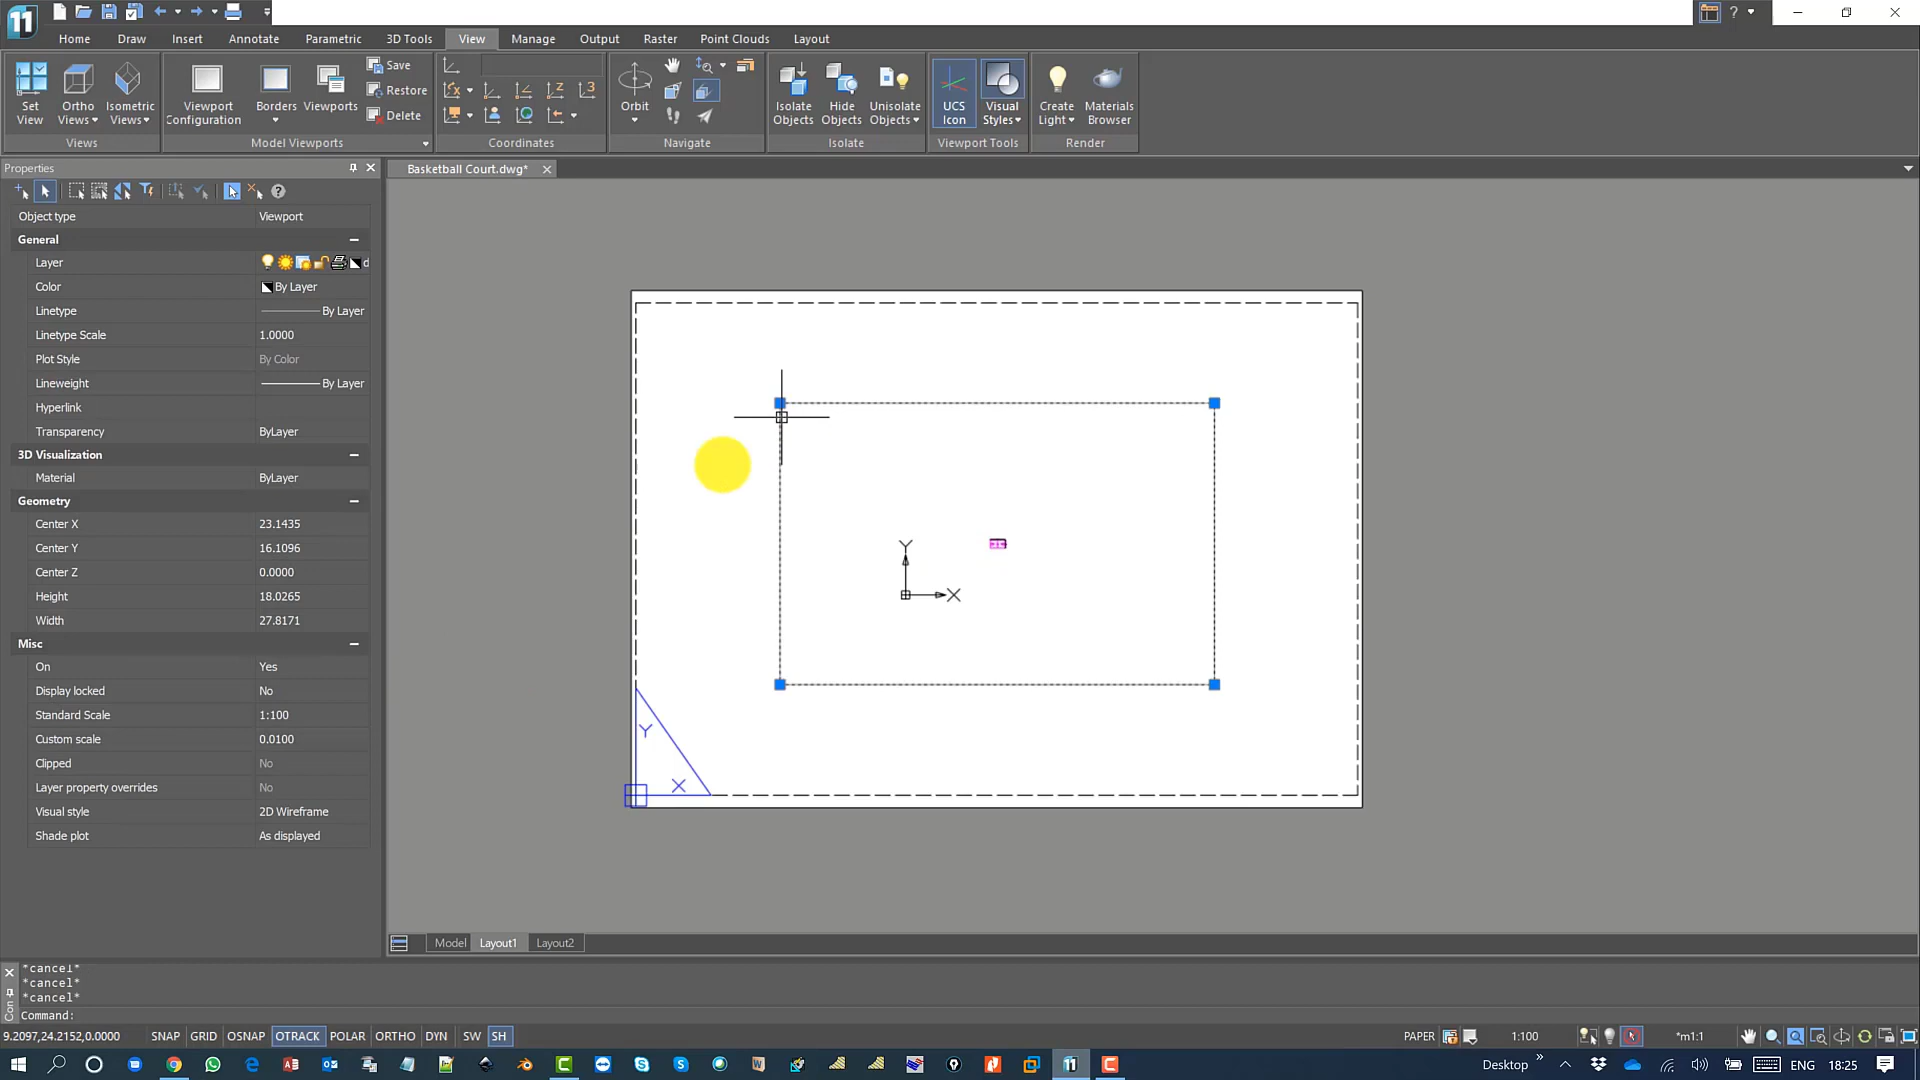 11
?
Home Draw Insert Annotate Parametric 3D Tools View Manage Output Raster Point Clouds Layout
Set View
Ortho Views
Isometric Views
Views
Viewport Configuration
Borders
Viewports
Save
Restore
Delete
Model Viewports
Coordinates
Orbit
Navigate
Isolate Objects
Hide Objects
Unisolate Objects
Isolate
UCS Icon
Visual Styles
Viewport Tools
Create Light
Materials Browser
Render
Properties
Basketball Court.dwg*
Object type Viewport
General
Layer d
Color By Layer
Linetype By Layer
Linetype Scale 1.0000
Plot Style By Color
Lineweight By Layer
Hyperlink
Transparency ByLayer
3D Visualization
Material ByLayer
Geometry
Center X 23.1435
Center Y 16.1096
Center Z 0.0000
Height 18.0265
Width 27.8171
Misc
On Yes
Display locked No
Standard Scale 1:100
Custom scale 0.0100
Clipped No
Layer property overrides No
Visual style 2D Wireframe
Shade plot As displayed
Y
X
Y
X
Model Layout1 Layout2
*cancel*
*cancel*
*cancel*
Command:
Con
9.2097,24.2152,0.0000 SNAP GRID OSNAP OTRACK POLAR ORTHO DYN SW SH PAPER 1:100 *m1:1
Desktop » ENG 18:25